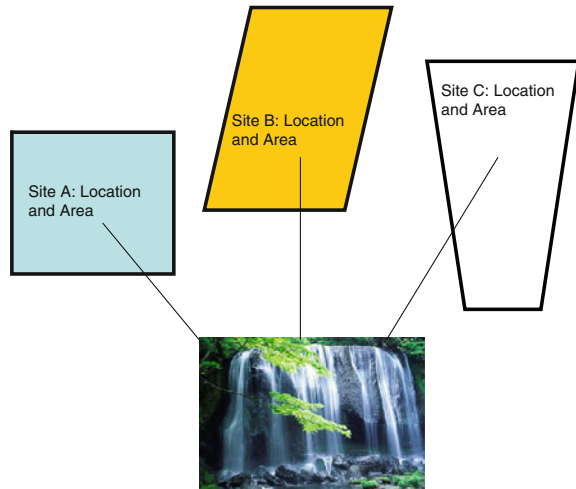 Site A: Location
and Area
Site B: Location
and Area
Site C: Location
and Area